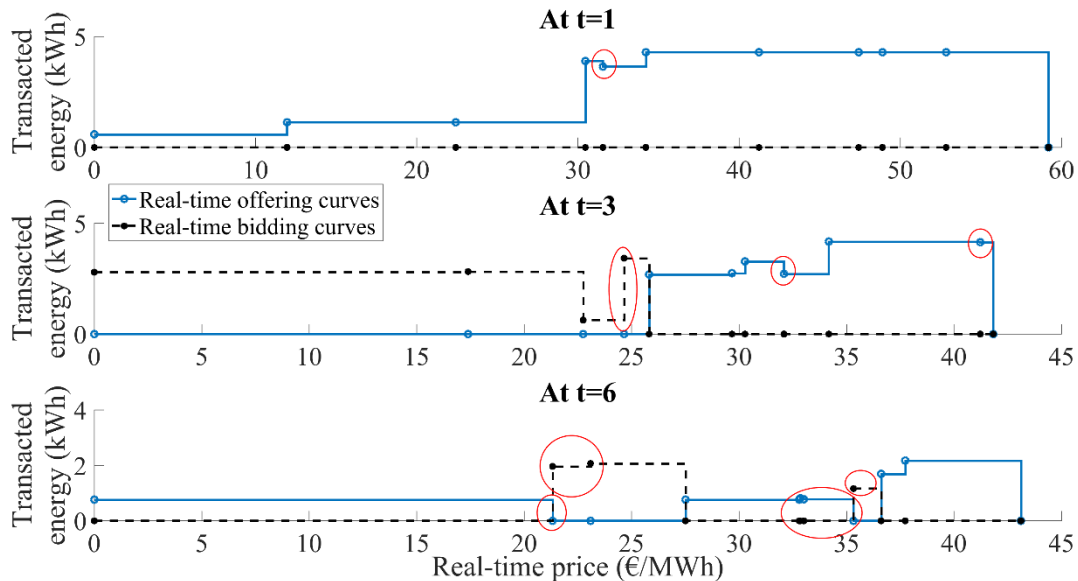 At t=1
Transacted
energy (kWh)
5
0
0 10 20 30 40 50 60
Real-time offering curves
Real-time bidding curves
At t=3
Transacted
energy (kWh)
5
0
0 5 10 15 20 25 30 35 40 45
At t=6
Transacted
energy (kWh)
4
2
0
0 5 10 15 20 25 30 35 40 45
Real-time price (€/MWh)